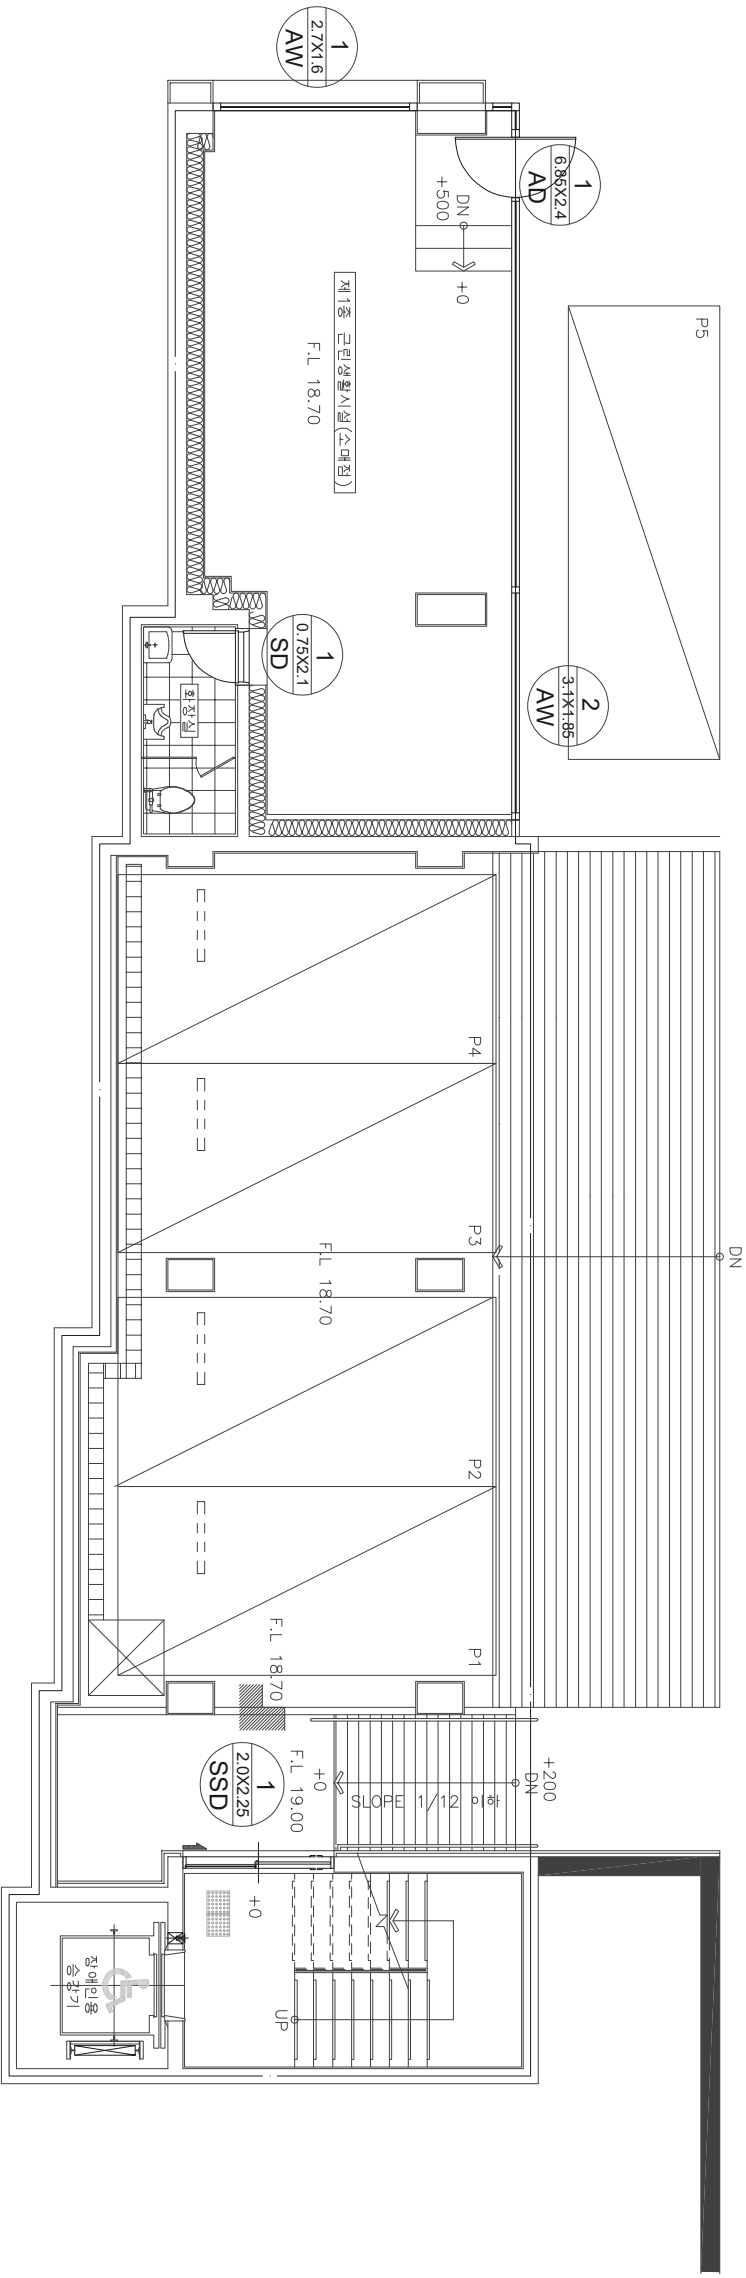 1
2.7X1.6
AW
1
6.85X2.4
AD
DN
+500
+0
P5
제 1종 근린생활시설(소매점)
F.L 18.70
1
0.75X2.1
SD
2
3.1X1.85
AW
화장실
P4
P3
DN
F.L 18.70
P2
P1
F.L 18.70
1
2.0X2.25
SSD
F.L 19.00
+0
SLOPE 1/12 이하
DN
+200
+0
UP
장애인용
승강기